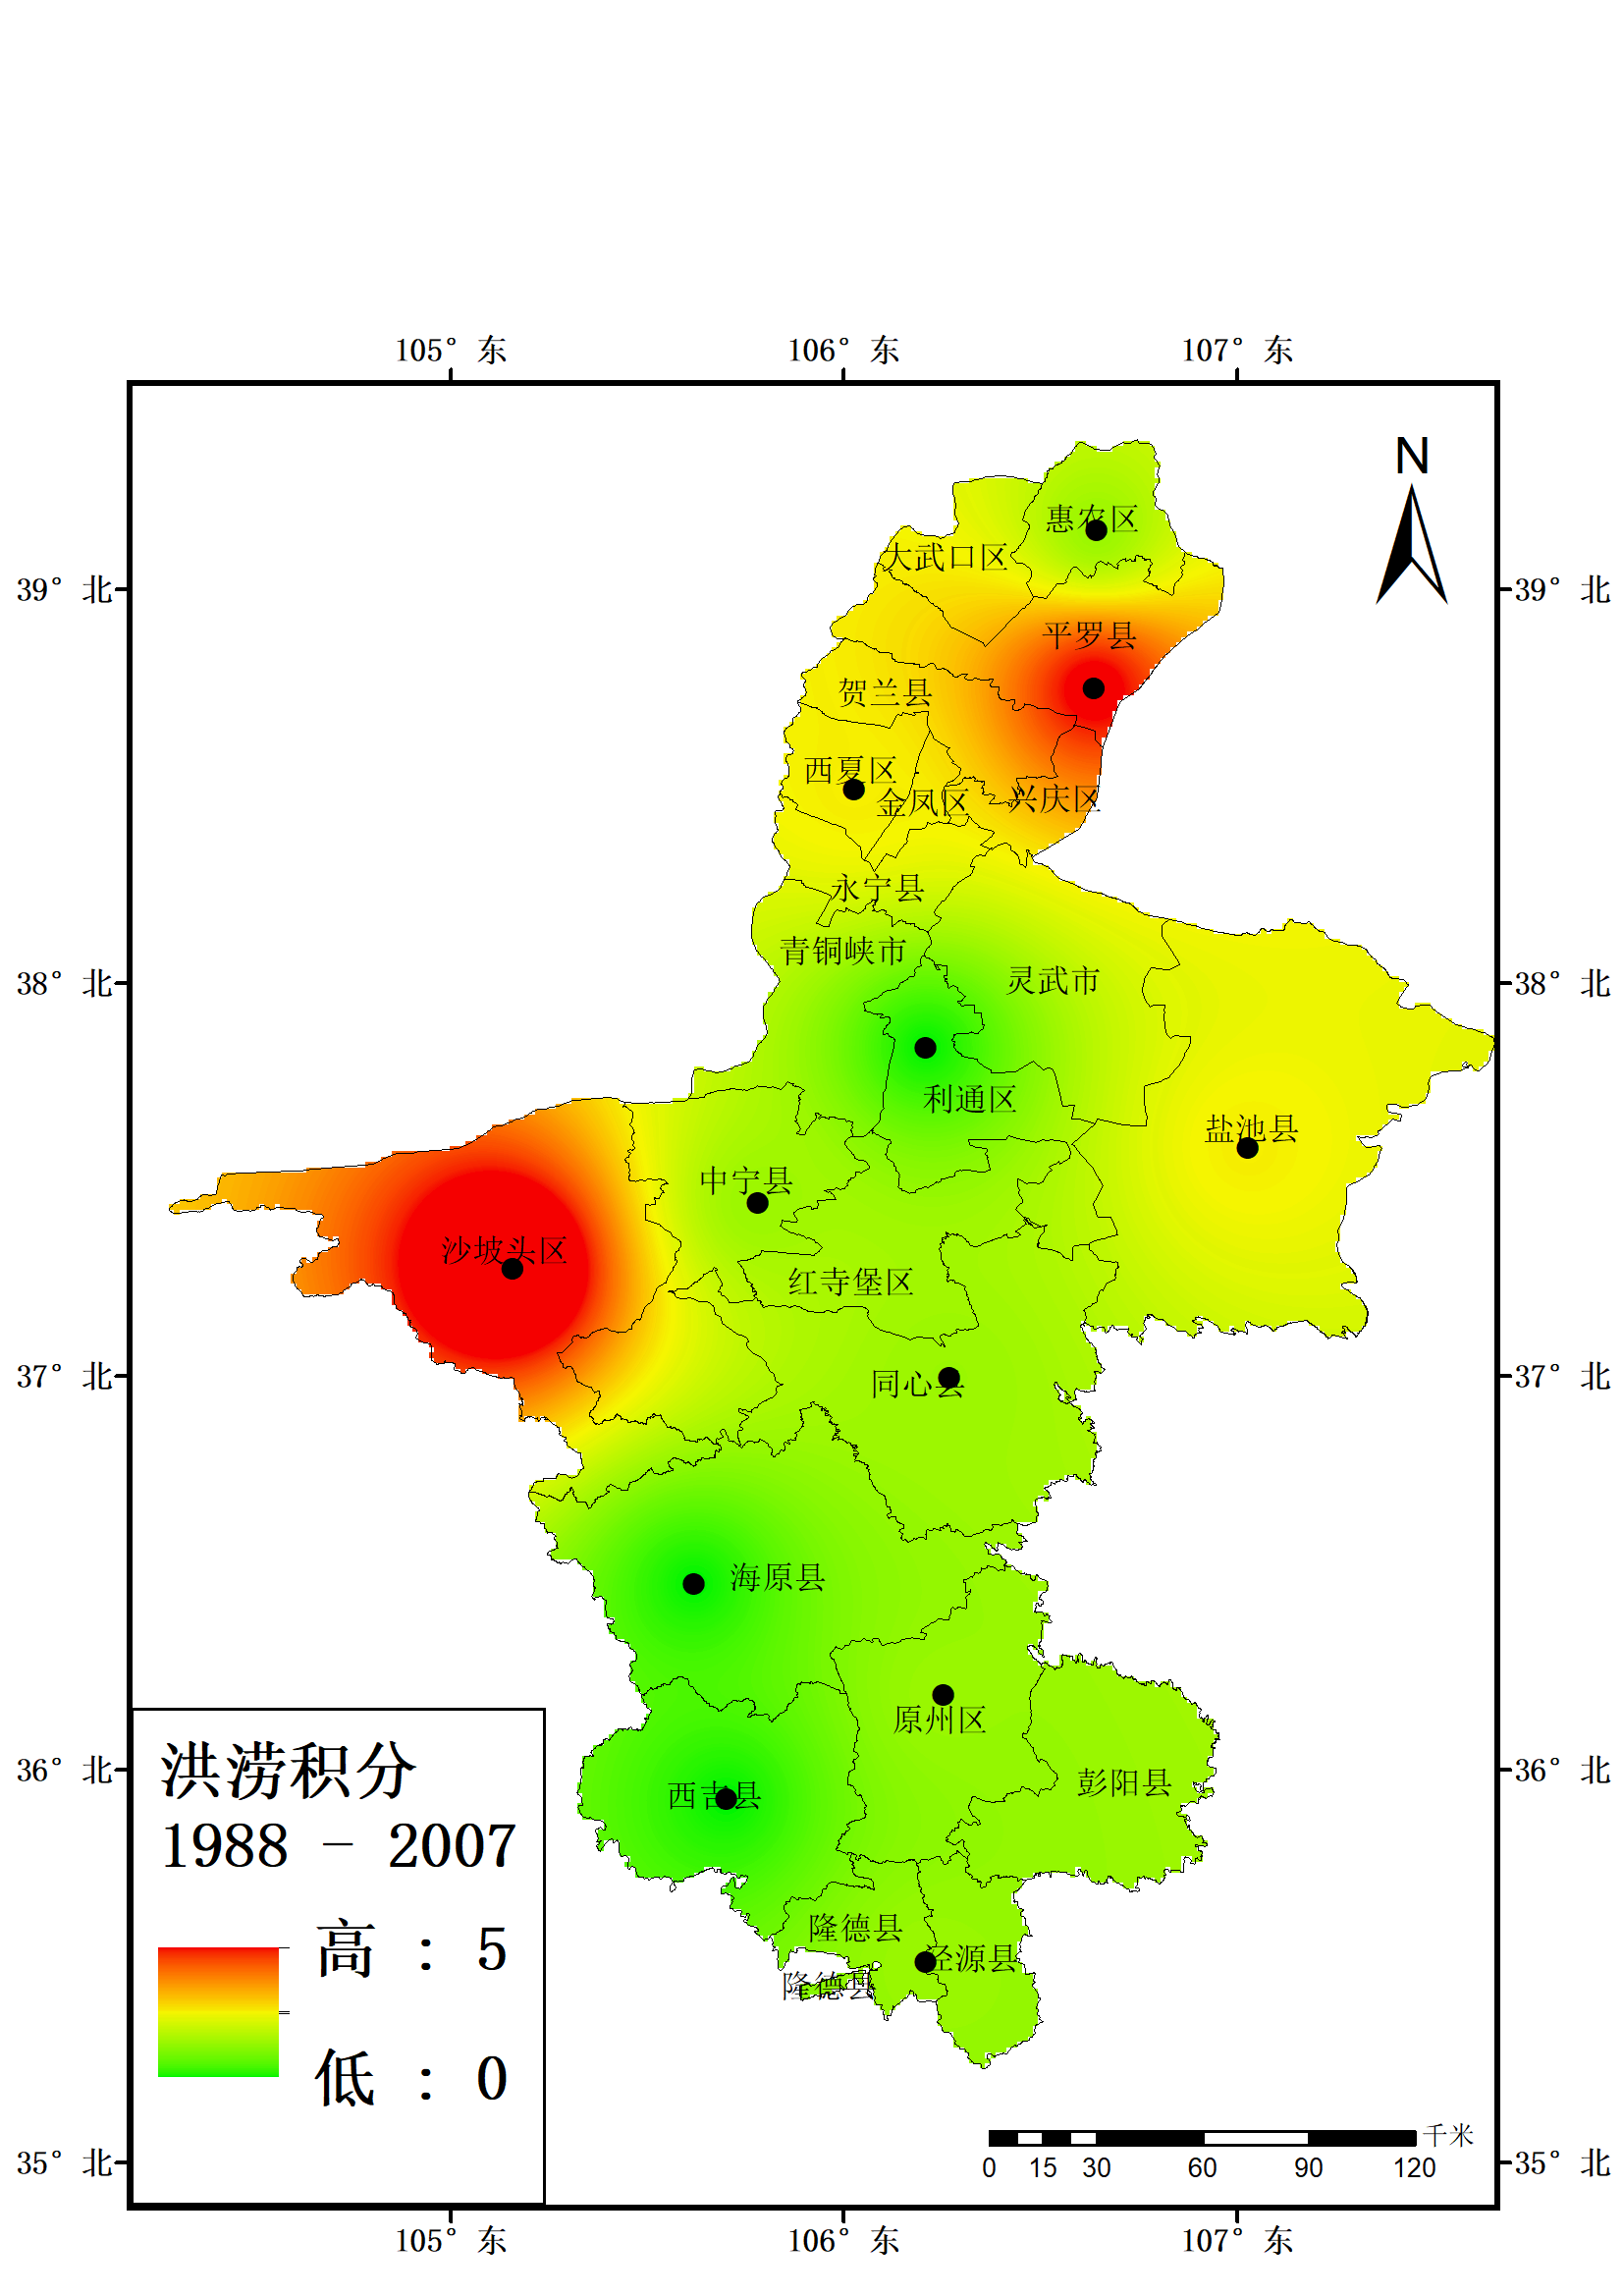 105° 东
106° 东
107° 东
N
惠农区
大武口区
39° 北
39° 北
平罗县
贺兰县
西夏区
金凤区
兴庆区
永宁县
青铜峡市
灵武市
38° 北
38° 北
利通区
盐池县
中宁县
沙坡头区
红寺堡区
37° 北
37° 北
同心县
海原县
原州区
36° 北
36° 北
彭阳县
西吉县
隆德县
泾源县
隆德县
洪涝积分
1988 - 2007
高 : 5
低 : 0
千米
0 15 30 60 90 120
35° 北
35° 北
105° 东
106° 东
107° 东